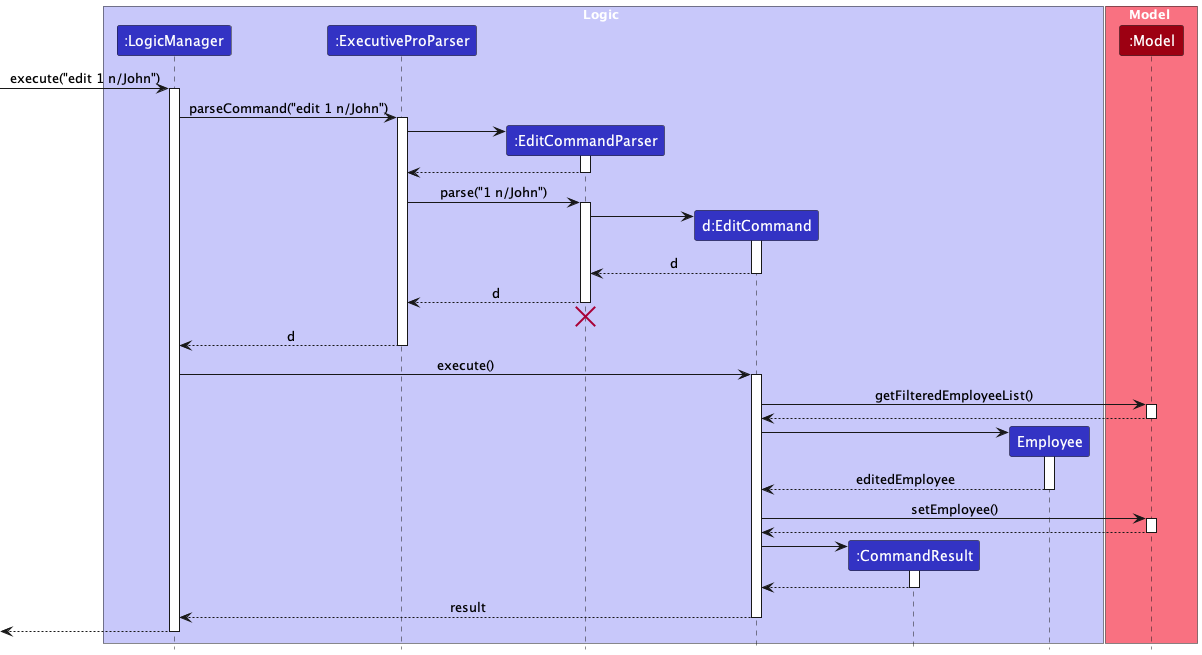 Logic
Model
:LogicManager
:ExecutiveProParser
:Model
execute("edit 1 n/John")
parseCommand("edit 1 n/John")
:EditCommandParser
parse("1 n/John")
d:EditCommand
d
d
d
execute()
getFilteredEmployeeList()
Employee
editedEmployee
setEmployee()
:CommandResult
result